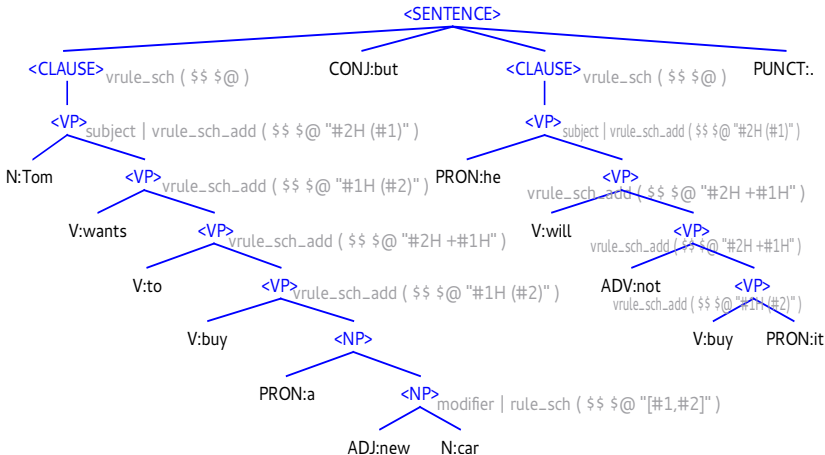 <SENTENCE>
<CLAUSE> vrule_sch ( $$ $@ ) CONJ:but <CLAUSE> vrule_sch ( $$ $@ ) PUNCT:.
<VP> subject | vrule_sch_add ( $$ $@ "#2H (#1)" ) <VP> subject | vrule_sch_add ( $$ $@ "#2H (#1)" )
N:Tom <VP> vrule_sch_add ( $$ $@ "#1H (#2)" ) PRON:he <VP> vrule_sch_add ( $$ $@ "#2H +#1H" )
V:wants <VP> vrule_sch_add ( $$ $@ "#2H +#1H" ) V:will <VP> vrule_sch_add ( $$ $@ "#2H +#1H" )
V:to <VP> vrule_sch_add ( $$ $@ "#1H (#2)" ) ADV:not <VP> vrule_sch_add ( $$ $@ "#1H (#2)" )
V:buy <NP> V:buy PRON:it
PRON:a <NP> modifier | rule_sch ( $$ $@ "[#1,#2]" )
ADJ:new N:car